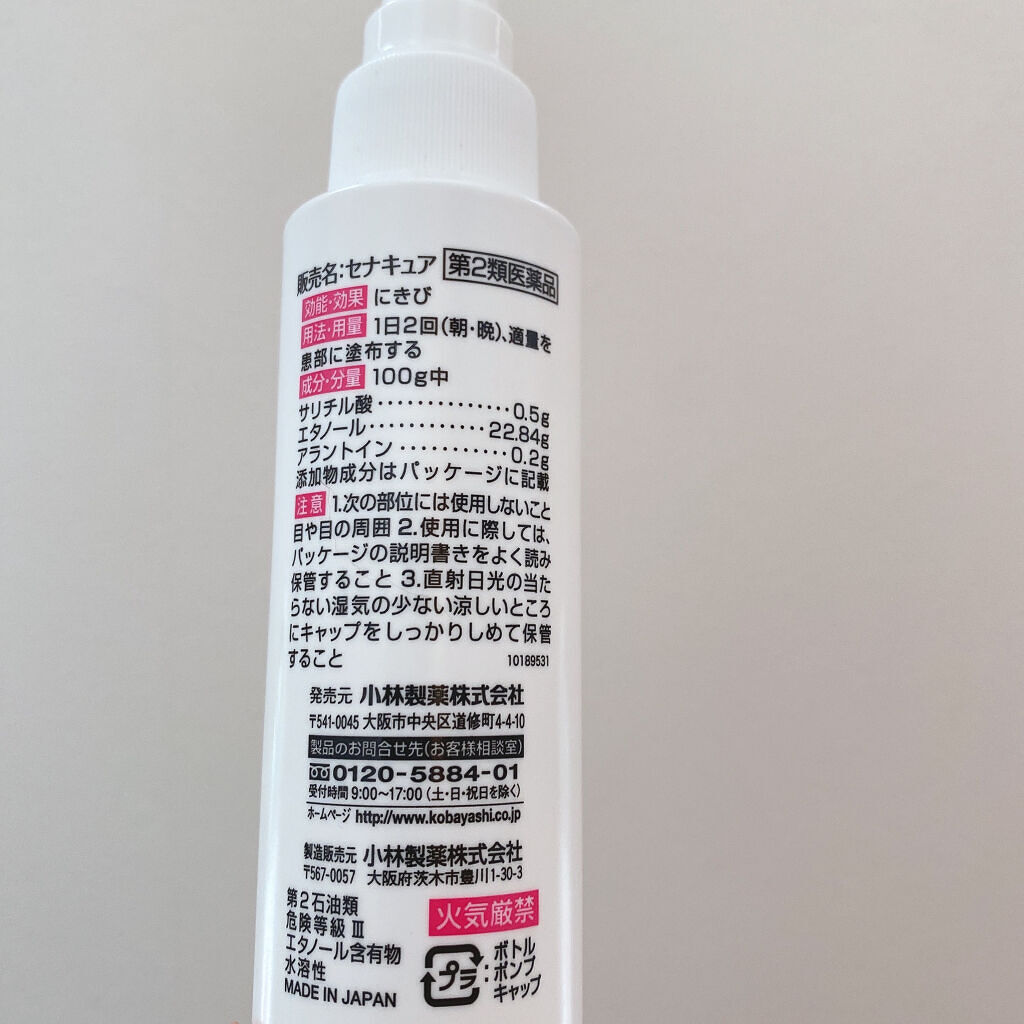 販売名:セナキュア 第2類医薬品
効能・効果 にきび
用法・用量 1日2回(朝・晩)、適量を
患部に塗布する
成分・分量 100g中
サリチル酸・・・・・・・・・・・・・・0.5g
エタノール・・・・・・・・・・・・22.84g
アラントイン・・・・・・・・・・・0.2g
添加物成分はパッケージに記載
注意 1.次の部位には使用しないこと
目や目の周囲 2.使用に際しては、
パッケージの説明書きをよく読み
保管すること 3.直射日光の当た
らない湿気の少ない涼しいところ
にキャップをしっかりしめて保管
すること 10189531
発売元 小林製薬株式会社
〒541-0045 大阪市中央区道修町4-4-10
製品のお問合せ先(お客様相談室)
0120-5884-01
受付時間 9:00〜17:00(土・日・祝日を除く)
ホームページ http://www.kobayashi.co.jp
製造販売元 小林製薬株式会社
〒567-0057 大阪府茨木市豊川1-30-3
第2石油類
危険等級Ⅲ
エタノール含有物
水溶性
MADE IN JAPAN
火気厳禁
プラ:ボトル
ポンプ
キャップ